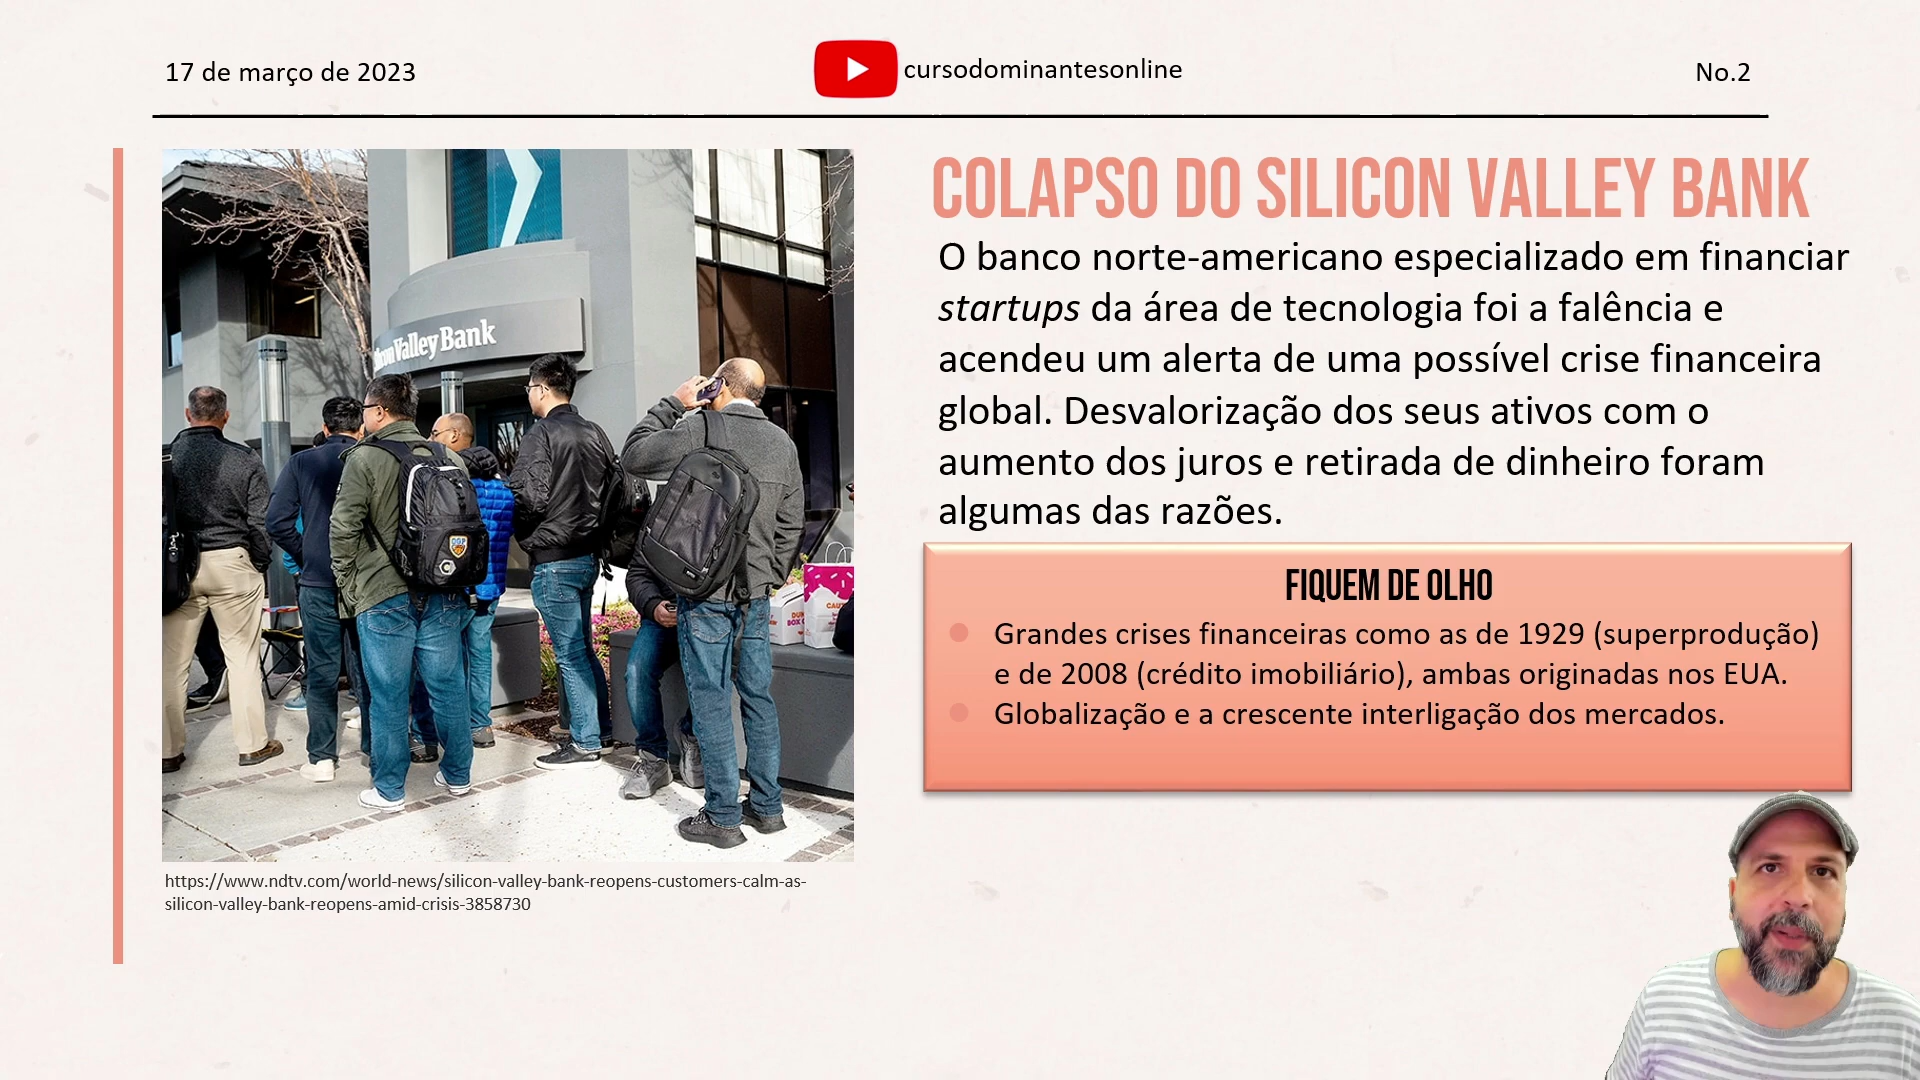 17 de março de 2023
cursodominantesonline
No.2
Valley Bank
COLAPSO DO SILICON VALLEY BANK
O banco norte-americano especializado em financiar
startups da área de tecnologia foi a falência e
acendeu um alerta de uma possível crise financeira
global. Desvalorização dos seus ativos com o
aumento dos juros e retirada de dinheiro foram
algumas das razões.
FIQUEM DE OLHO
Grandes crises financeiras como as de 1929 (superprodução)
e de 2008 (crédito imobiliário), ambas originadas nos EUA.
Globalização e a crescente interligação dos mercados.
https://www.ndtv.com/world-news/silicon-valley-bank-reopens-customers-calm-as-
silicon-valley-bank-reopens-amid-crisis-3858730